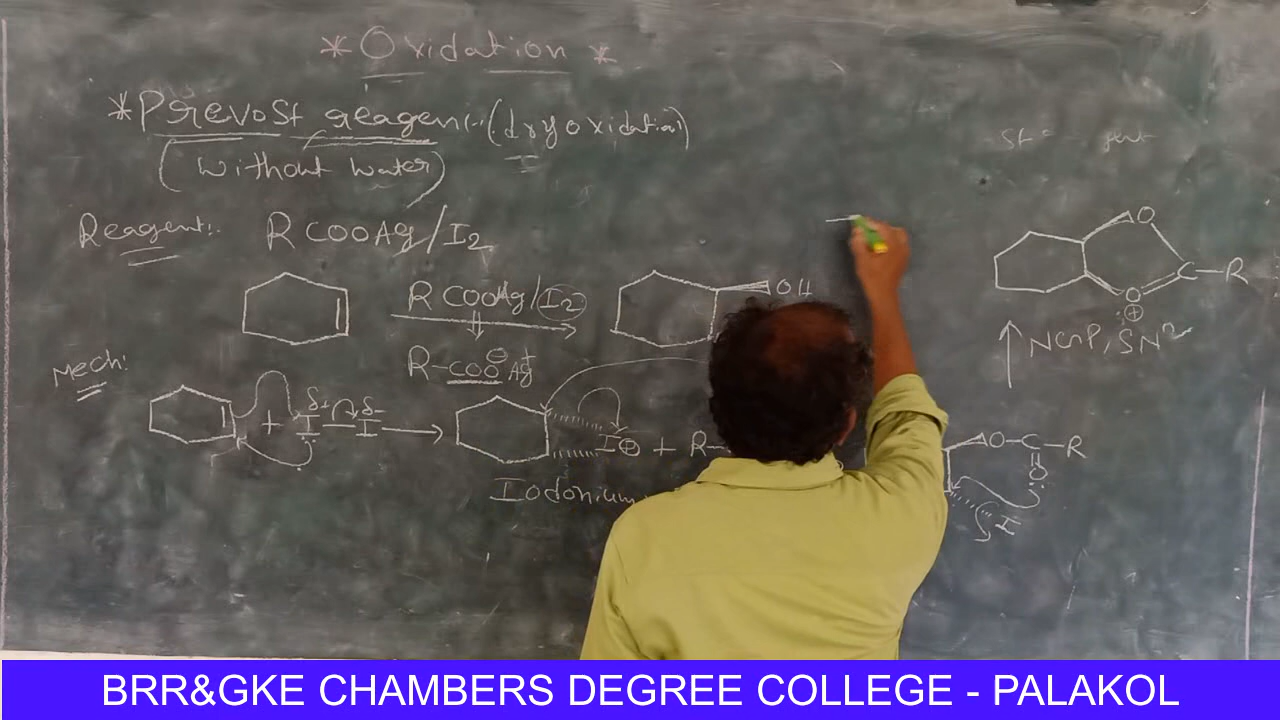 * Oxidation *
* Prevost reagent (dry oxidation)
(without water)
Reagent:- RCOOAg/I2
RCOOAg/I2
OH
R-COO⊖Ag+
Mech:
+ δ+ I — I δ-
I⊕ + R-
Iodonium
O-C-R
O
I
NGP, SN2
O
C-R
O
⊕
BRR&GKE CHAMBERS DEGREE COLLEGE - PALAKOL